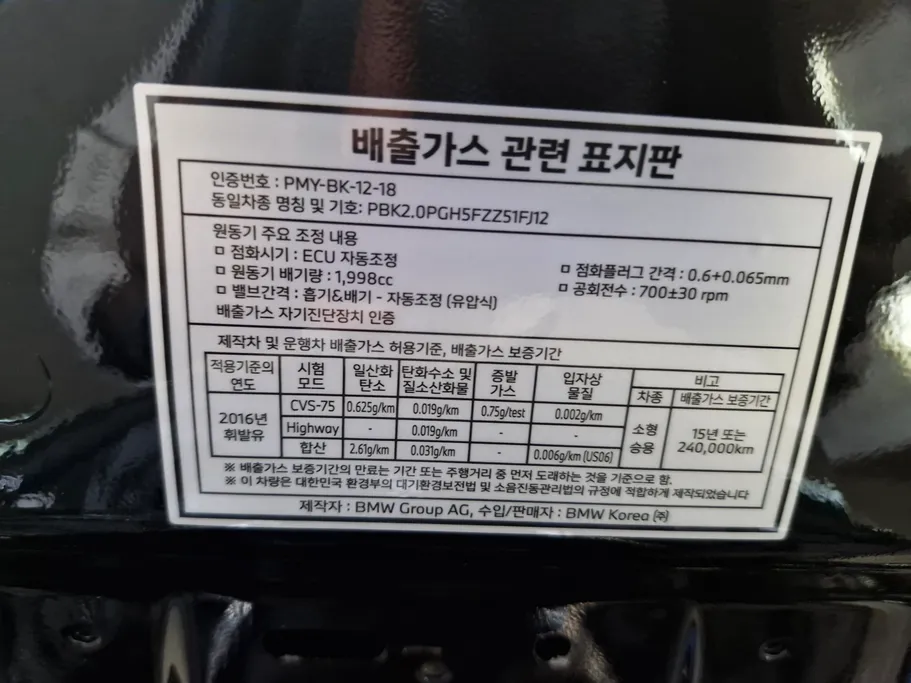 배출가스 관련 표지판
인증번호 : PMY-BK-12-18
동일차종 명칭 및 기호: PBK2.0PGH5FZZ51FJ12
원동기 주요 조정 내용
점화시기 : ECU 자동조정
점화플러그 간격 : 0.6+0.065mm
원동기 배기량 : 1,998cc
공회전수 : 700±30 rpm
밸브간격 : 흡기&배기 - 자동조정 (유압식)
배출가스 자기진단장치 인증
제작차 및 운행차 배출가스 허용기준, 배출가스 보증기간
적용기준의 연도 시험 모드 일산화 탄소 탄화수소 및 질소산화물 증발 가스 입자상 물질 비고
차종 배출가스 보증기간
2016년 휘발유 CVS-75 0.625g/km 0.019g/km 0.75g/test 0.002g/km 소형 승용 15년 또는 240,000km
Highway - 0.019g/km - -
합산 2.61g/km 0.031g/km - 0.006g/km (US06)
※ 배출가스 보증기간의 만료는 기간 또는 주행거리 중 먼저 도래하는 것을 기준으로 함.
※ 이 차량은 대한민국 환경부의 대기환경보전법 및 소음진동관리법의 규정에 적합하게 제작되었습니다
제작자 : BMW Group AG, 수입/판매자 : BMW Korea ㈜